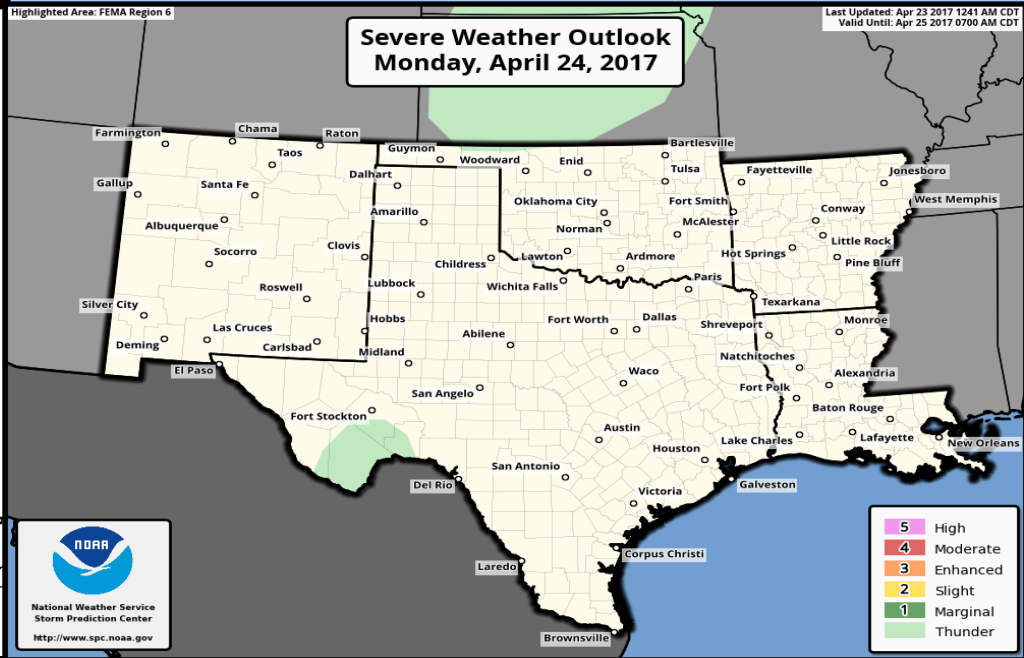 Highlighted Area: FEMA Region 6
Last Updated: Apr 23 2017 1241 AM CDT
Valid Until: Apr 25 2017 0700 AM CDT
Severe Weather Outlook
Monday, April 24, 2017
Farmington
Chama
Raton
Taos
Guymon
Woodward
Enid
Bartlesville
Tulsa
Fayetteville
Jonesboro
Gallup
Santa Fe
Dalhart
Oklahoma City
Fort Smith
West Memphis
Albuquerque
Amarillo
Norman
McAlester
Conway
Socorro
Clovis
Childress
Lawton
Ardmore
Hot Springs
Little Rock
Pine Bluff
Roswell
Lubbock
Wichita Falls
Paris
Texarkana
Silver City
Las Cruces
Hobbs
Abilene
Fort Worth
Dallas
Shreveport
Monroe
Deming
Carlsbad
Midland
Natchitoches
El Paso
San Angelo
Waco
Fort Polk
Alexandria
Fort Stockton
Austin
Baton Rouge
Houston
Lake Charles
Lafayette
New Orleans
San Antonio
Del Rio
Victoria
Galveston
Corpus Christi
Laredo
Brownsville
NOAA
National Weather Service
Storm Prediction Center
http://www.spc.noaa.gov
5 High
4 Moderate
3 Enhanced
2 Slight
1 Marginal
Thunder